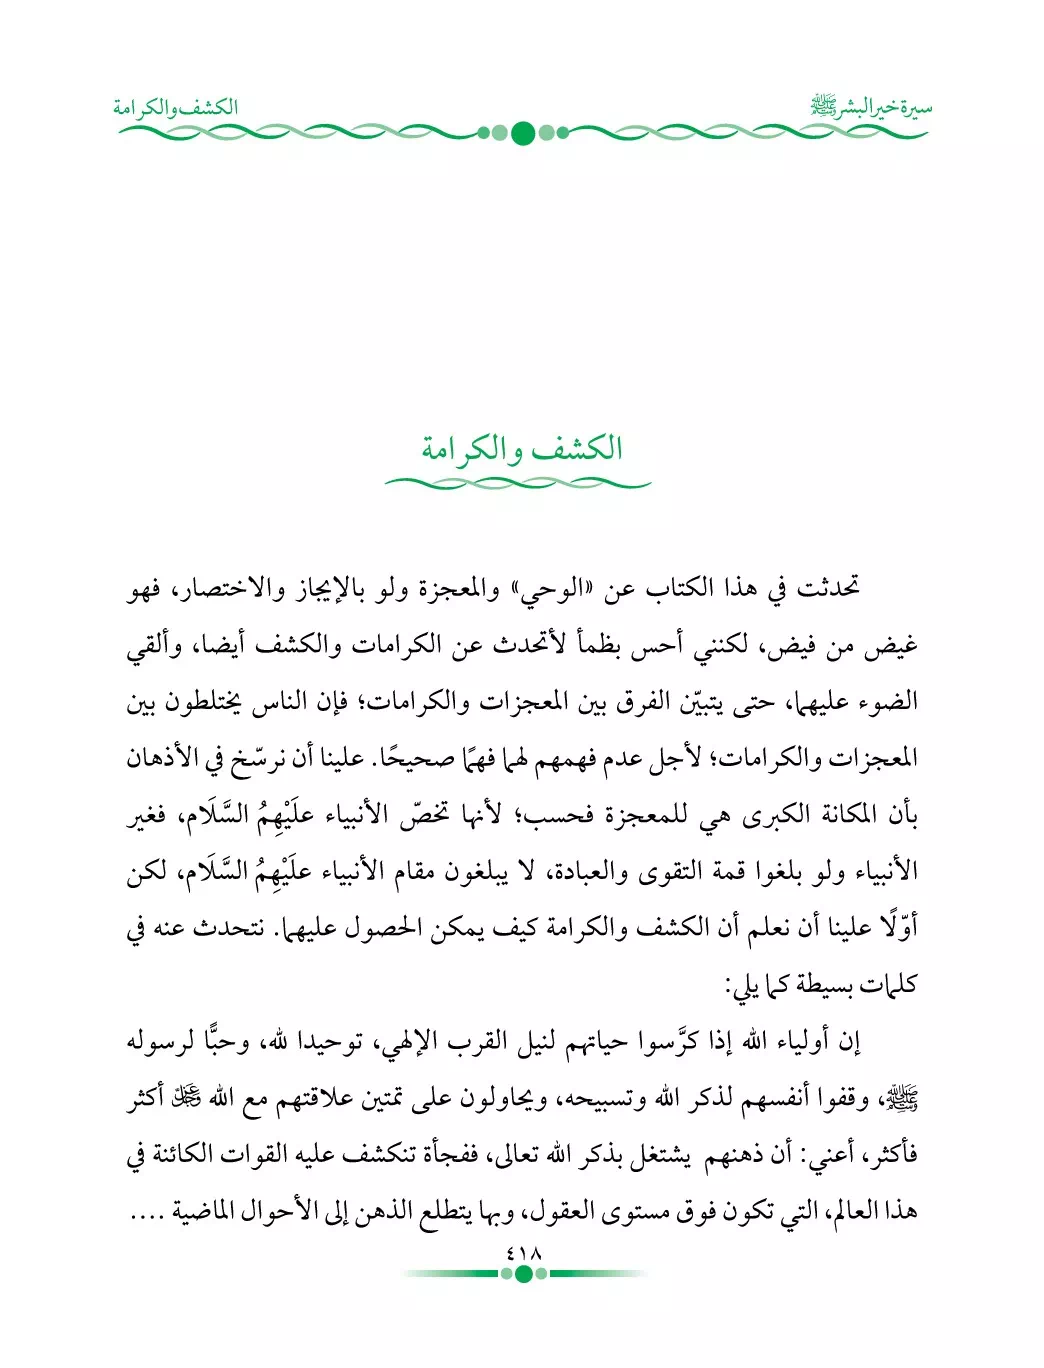 سيرة خير البشر ﷺ
الكشف والكرامة
الكشف والكرامة
تحدثت في هذا الكتاب عن «الوحي» والمعجزة ولو بالإيجاز والاختصار، فهو
غيض من فيض، لكنني أحس بظمأ لأتحدث عن الكرامات والكشف أيضا، وألقي
الضوء عليهما، حتى يتبيّن الفرق بين المعجزات والكرامات؛ فإن الناس يختلطون بين
المعجزات والكرامات؛ لأجل عدم فهمهم لهما فهمًا صحيحًا. علينا أن نرسّخ في الأذهان
بأن المكانة الكبرى هي للمعجزة فحسب؛ لأنها تخصّ الأنبياء علَيْهِمُ السَّلَام، فغير
الأنبياء ولو بلغوا قمة التقوى والعبادة، لا يبلغون مقام الأنبياء علَيْهِمُ السَّلَام، لكن
أوّلًا علينا أن نعلم أن الكشف والكرامة كيف يمكن الحصول عليهما. نتحدث عنه في
كلمات بسيطة كما يلي:
إن أولياء الله إذا كرَّسوا حياتهم لنيل القرب الإلهي، توحيدا لله، وحبًّا لرسوله
ﷺ، وقفوا أنفسهم لذكر الله وتسبيحه، ويحاولون على تمتين علاقتهم مع الله عزوجل أكثر
فأكثر، أعني: أن ذهنهم يشتغل بذكر الله تعالى، ففجأة تنكشف عليه القوات الكائنة في
هذا العالم، التي تكون فوق مستوى العقول، وبها يتطلع الذهن إلى الأحوال الماضية ....
٤١٨